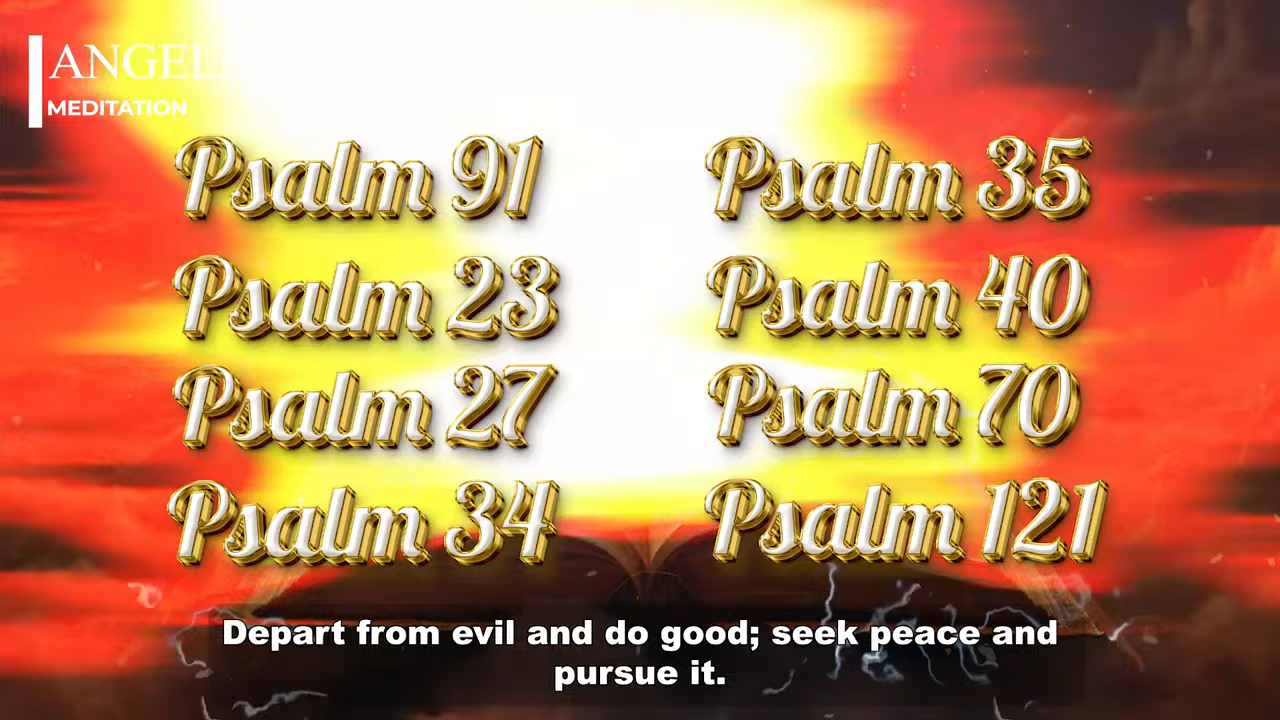 MEDITATION
Psalm 91
Psalm 23
Psalm 27
Psalm 34
Psalm 35
Psalm 40
Psalm 70
Psalm 121
Depart from evil and do good; seek peace and
pursue it.